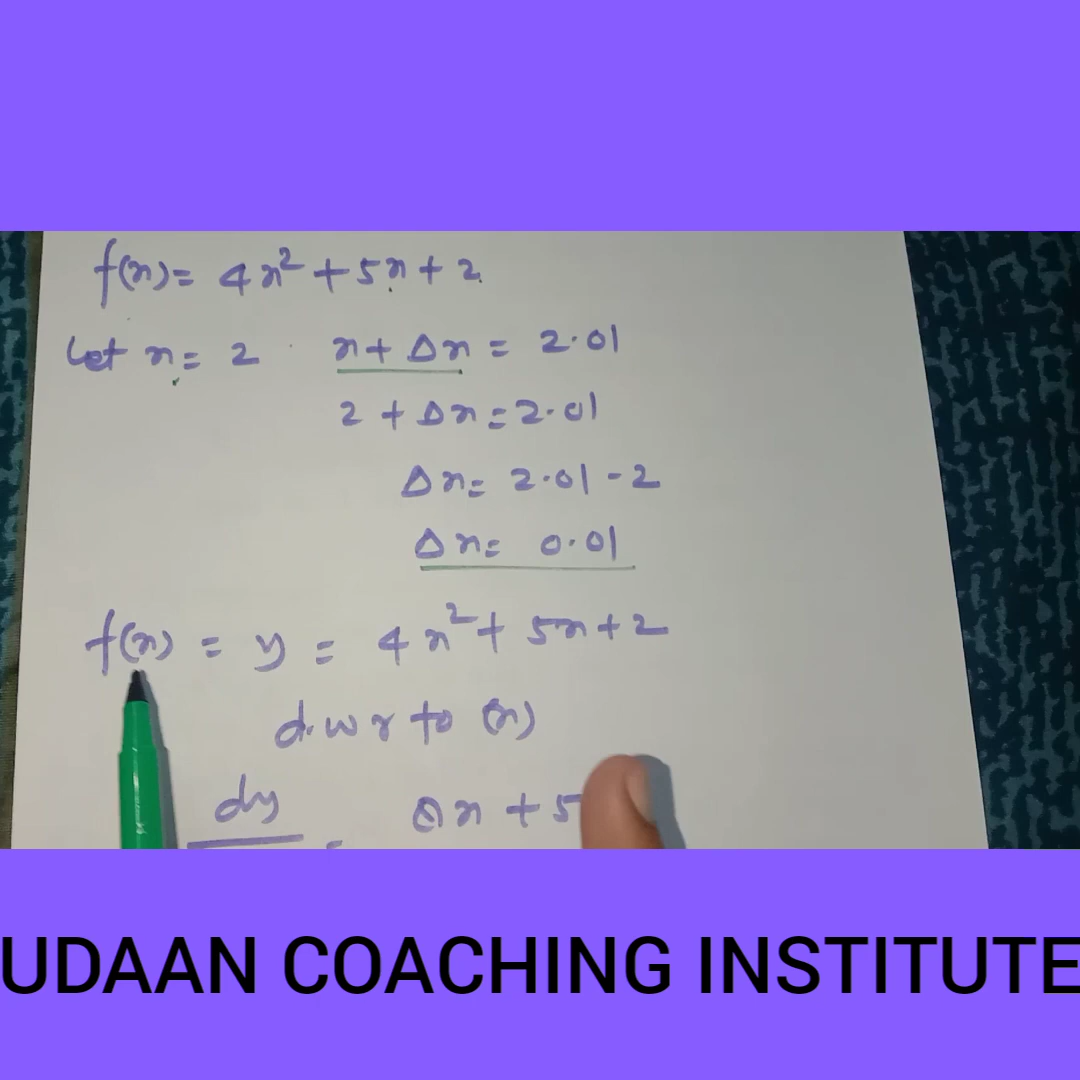 f(x) = 4x² + 5x + 2
Let x = 2 x + Δx = 2.01
2 + Δx = 2.01
Δx = 2.01 - 2
Δx = 0.01
f(x) = y = 4x² + 5x + 2
d.w r to (x)
dy = 8x + 5
UDAAN COACHING INSTITUTE